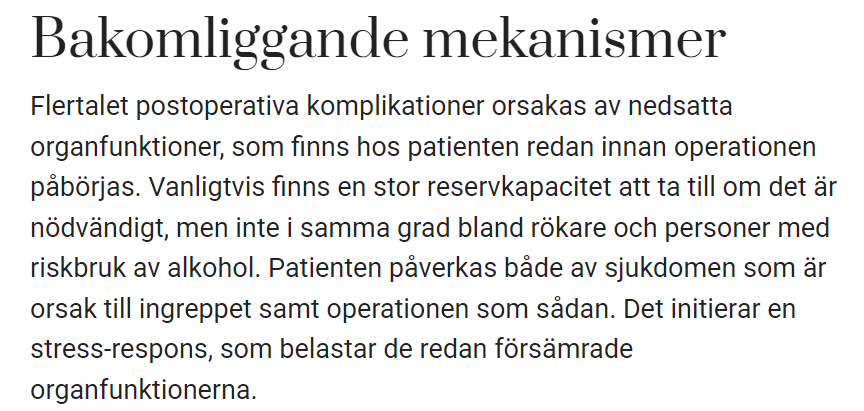 Bakomliggande mekanismer
Flertalet postoperativa komplikationer orsakas av nedsatta
organfunktioner, som finns hos patienten redan innan operationen
påbörjas. Vanligtvis finns en stor reservkapacitet att ta till om det är
nödvändigt, men inte i samma grad bland rökare och personer med
riskbruk av alkohol. Patienten påverkas både av sjukdomen som är
orsak till ingreppet samt operationen som sådan. Det initierar en
stress-respons, som belastar de redan försämrade
organfunktionerna.